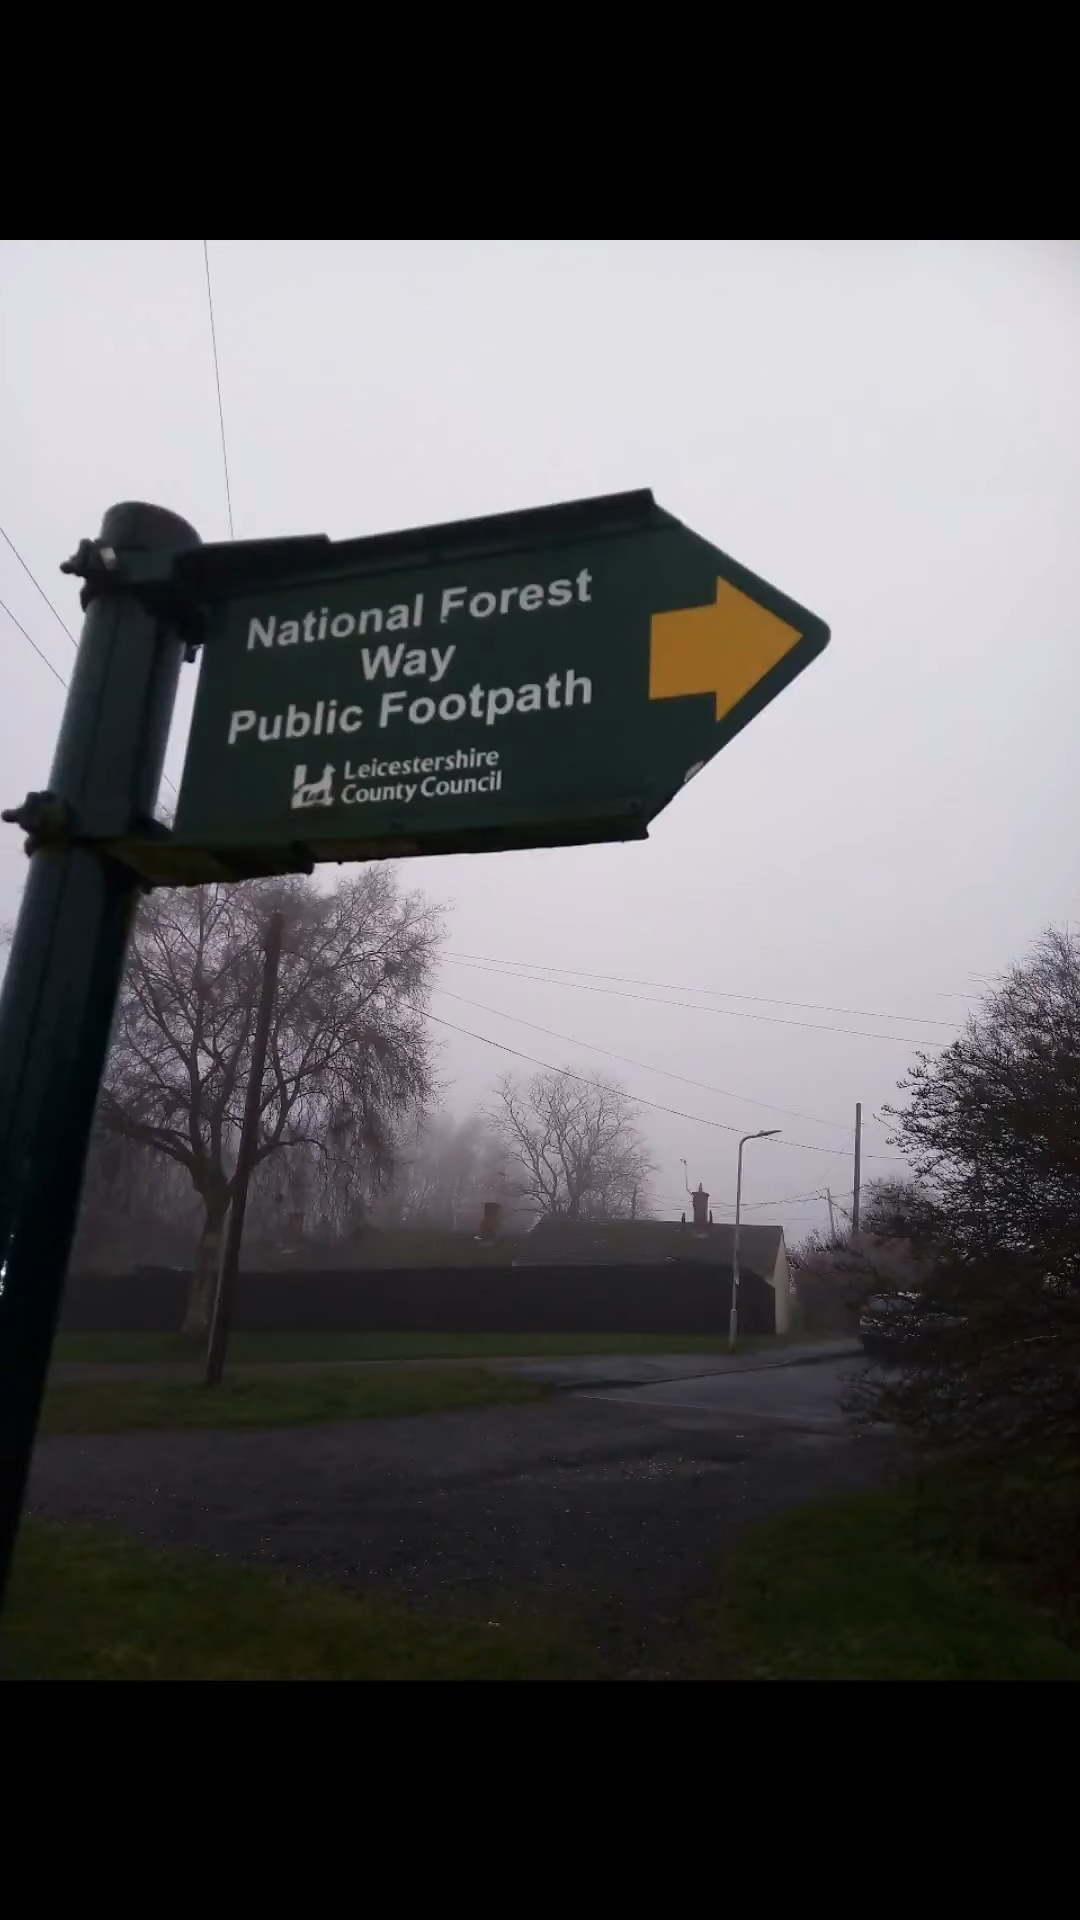 National Forest
Way
Public Footpath
Leicestershire
County Council